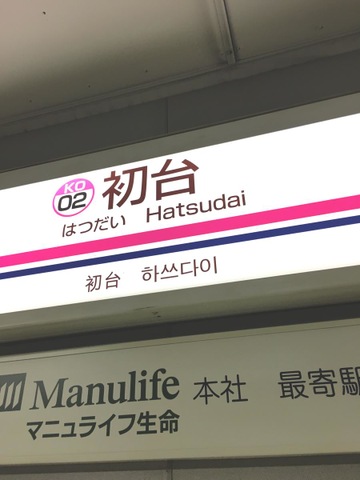 KO
02
初台
はつだい Hatsudai
初台 하쓰다이
Manulife 本社 最寄駅
マニュライフ生命